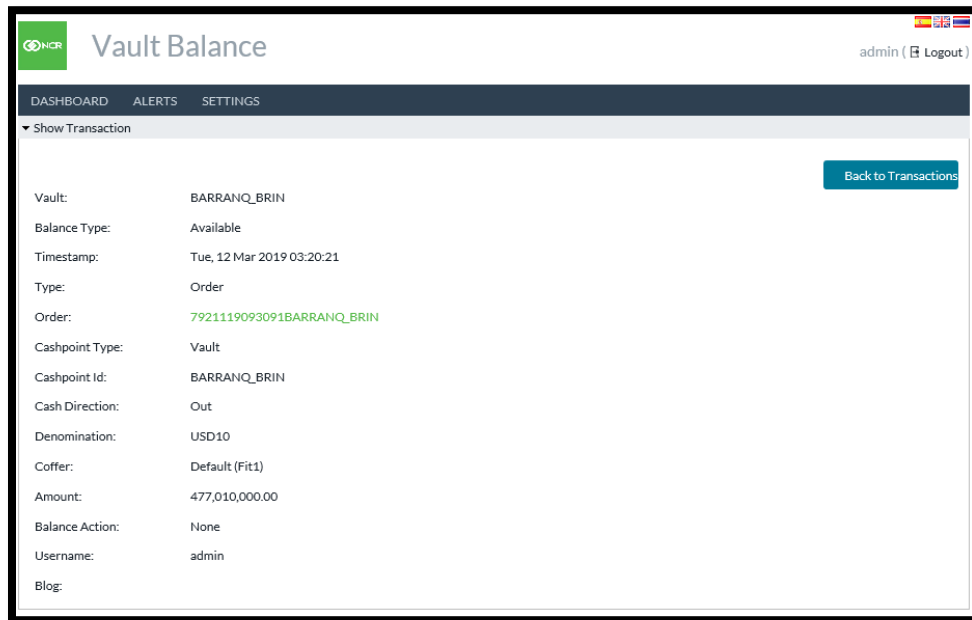 NCR
Vault Balance
admin ( Logout )
DASHBOARD ALERTS SETTINGS
Show Transaction
Back to Transactions
Vault: BARRANQ_BRIN
Balance Type: Available
Timestamp: Tue, 12 Mar 2019 03:20:21
Type: Order
Order: 7921119093091BARRANQ_BRIN
Cashpoint Type: Vault
Cashpoint Id: BARRANQ_BRIN
Cash Direction: Out
Denomination: USD10
Coffer: Default (Fit1)
Amount: 477,010,000.00
Balance Action: None
Username: admin
Blog: